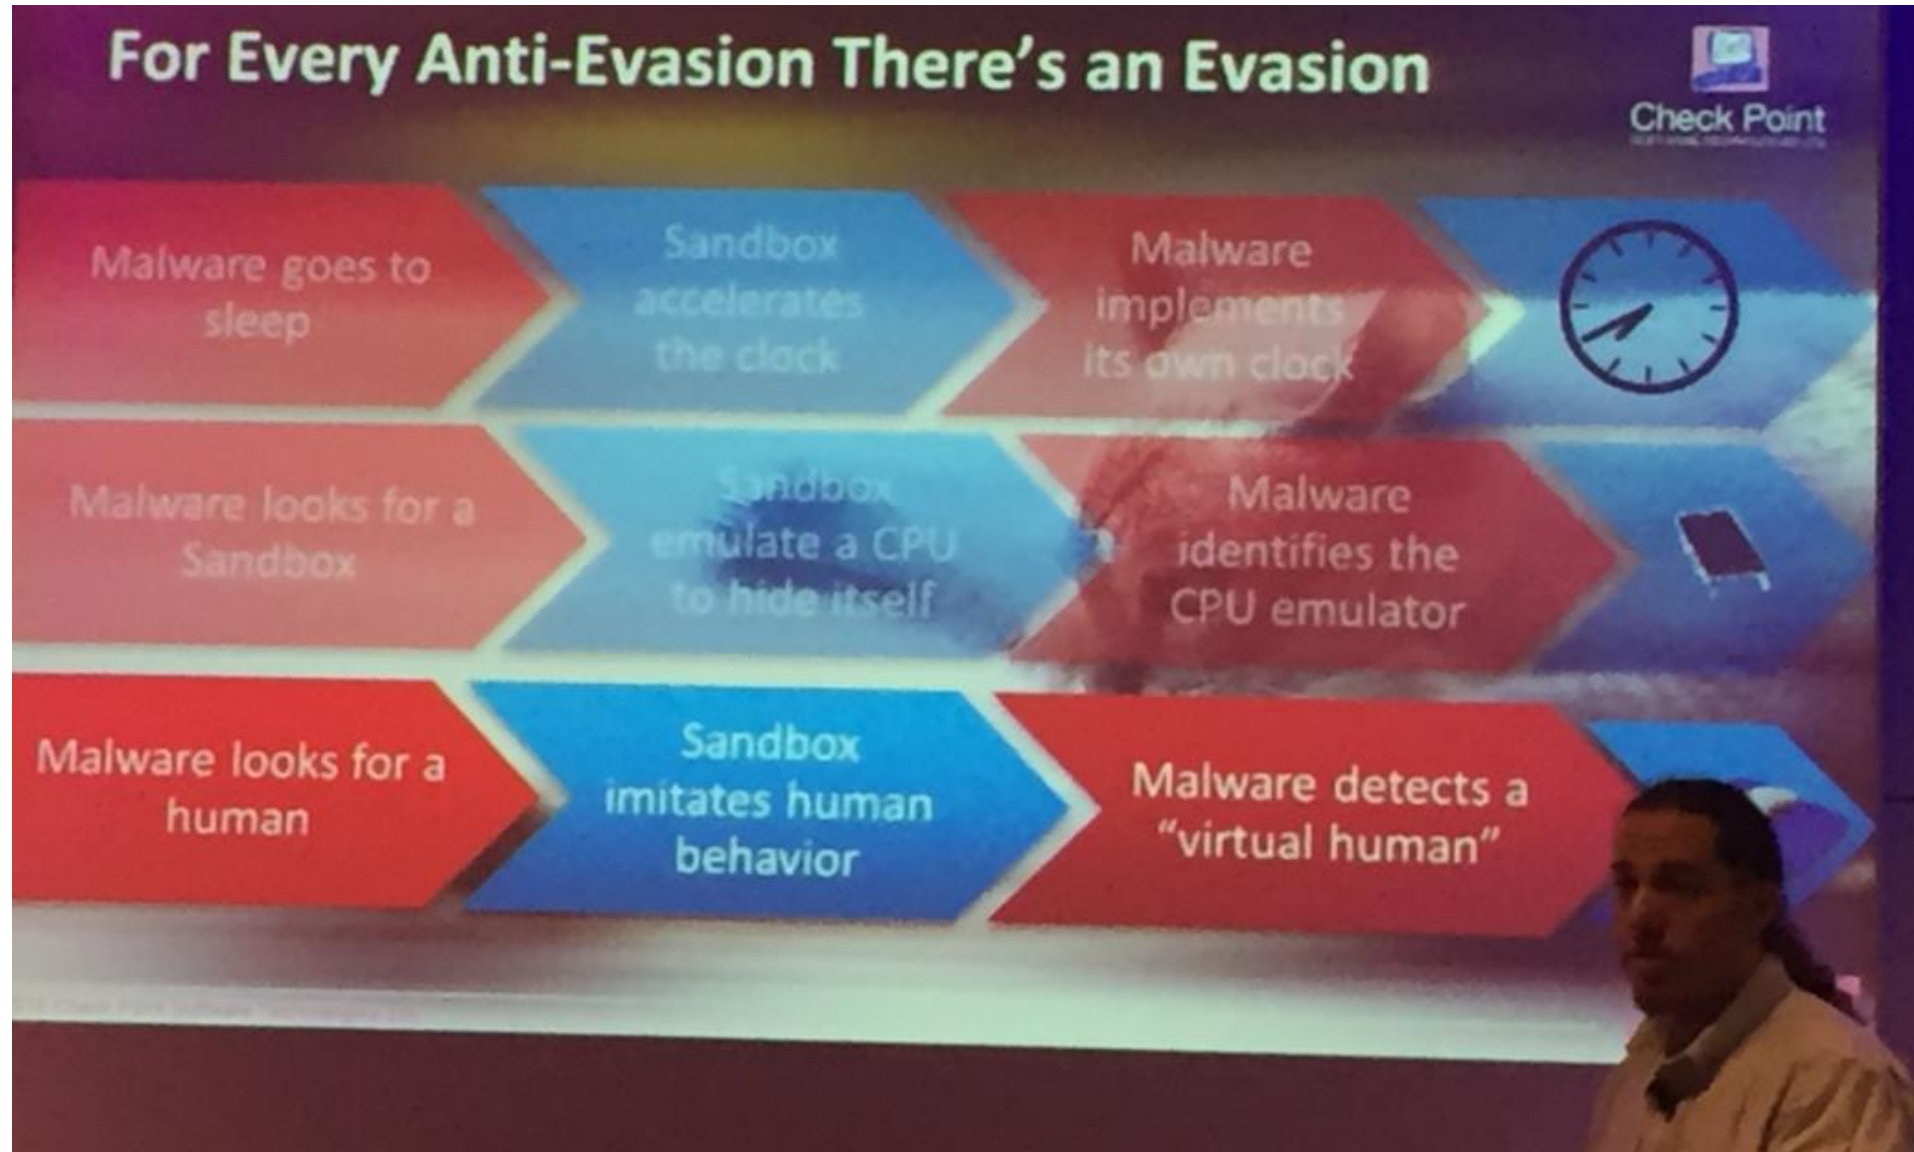 For Every Anti-Evasion There's an Evasion
Check Point
Malware goes to
sleep
Sandbox
accelerates
the clock
Malware
implements
its own clock
Malware looks for a
Sandbox
Sandbox
emulate a CPU
to hide itself
Malware
identifies the
CPU emulator
Malware looks for a
human
Sandbox
imitates human
behavior
Malware detects a
“virtual human”